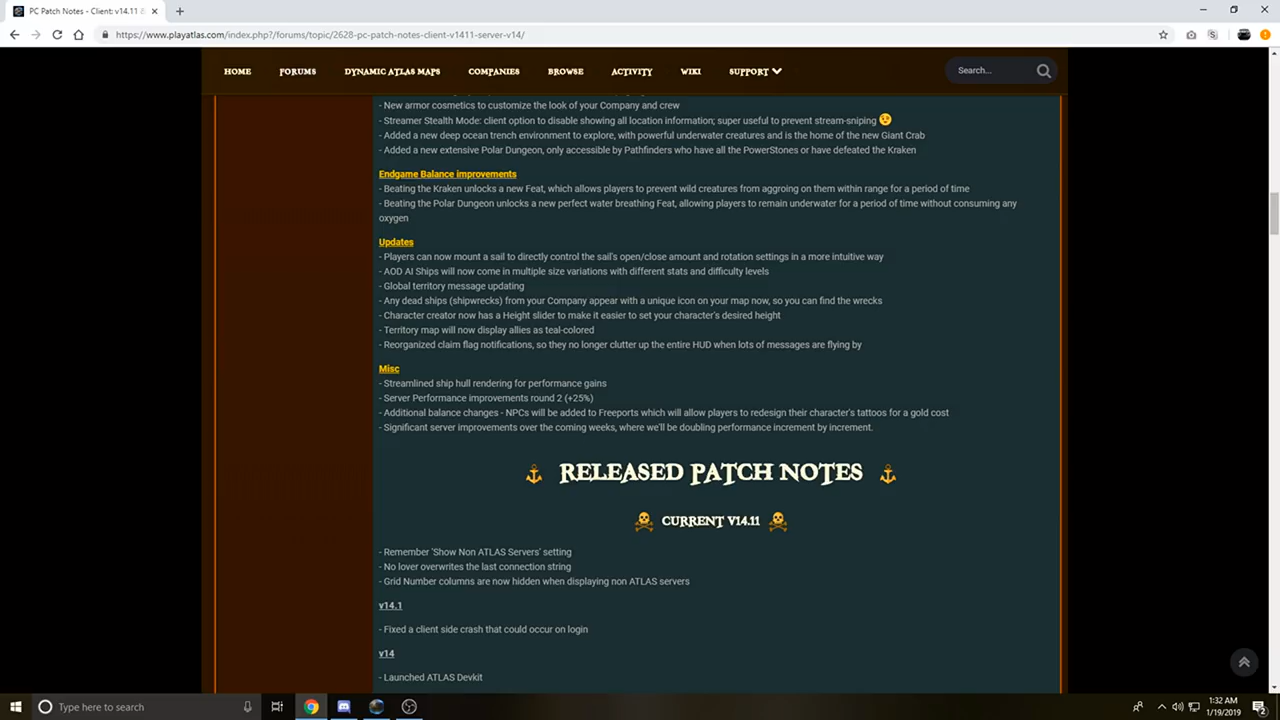 PC Patch Notes - Client: v14.11 &
https://www.playatlas.com/index.php?/forums/topic/2628-pc-patch-notes-client-v1411-server-v14/
HOME FORUMS DYNAMIC ATLAS MAPS COMPANIES BROWSE ACTIVITY WIKI SUPPORT Search...
- New armor cosmetics to customize the look of your Company and crew
- Streamer Stealth Mode: client option to disable showing all location information; super useful to prevent stream-sniping
- Added a new deep ocean trench environment to explore, with powerful underwater creatures and is the home of the new Giant Crab
- Added a new extensive Polar Dungeon, only accessible by Pathfinders who have all the PowerStones or have defeated the Kraken
Endgame Balance improvements
- Beating the Kraken unlocks a new Feat, which allows players to prevent wild creatures from aggroing on them within range for a period of time
- Beating the Polar Dungeon unlocks a new perfect water breathing Feat, allowing players to remain underwater for a period of time without consuming any
oxygen
Updates
- Players can now mount a sail to directly control the sail's open/close amount and rotation settings in a more intuitive way
- AOD AI Ships will now come in multiple size variations with different stats and difficulty levels
- Global territory message updating
- Any dead ships (shipwrecks) from your Company appear with a unique icon on your map now, so you can find the wrecks
- Character creator now has a Height slider to make it easier to set your character's desired height
- Territory map will now display allies as teal-colored
- Reorganized claim flag notifications, so they no longer clutter up the entire HUD when lots of messages are flying by
Misc
- Streamlined ship hull rendering for performance gains
- Server Performance improvements round 2 (+25%)
- Additional balance changes - NPCs will be added to Freeports which will allow players to redesign their character's tattoos for a gold cost
- Significant server improvements over the coming weeks, where we'll be doubling performance increment by increment.
RELEASED PATCH NOTES
CURRENT V14.11
- Remember 'Show Non ATLAS Servers' setting
- No lover overwrites the last connection string
- Grid Number columns are now hidden when displaying non ATLAS servers
v14.1
- Fixed a client side crash that could occur on login
v14
- Launched ATLAS Devkit
Type here to search
1:32 AM
1/19/2019
2